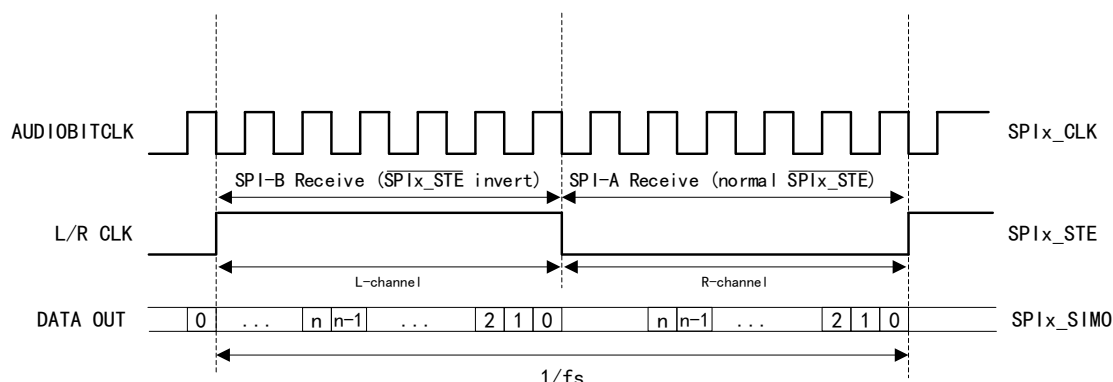 AUDIOBITCLK SPIx_CLK
SPI-B Receive (SPIx_STE invert) SPI-A Receive (normal SPIx_STE)
L/R CLK SPIx_STE
L-channel R-channel
DATA OUT 0 ... n n-1 ... 2 1 0 n n-1 ... 2 1 0 SPIx_SIMO
1/fs